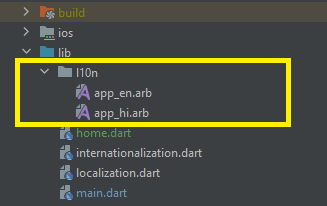 build
ios
lib
l10n
app_en.arb
app_hi.arb
home.dart
internationalization.dart
localization.dart
main.dart